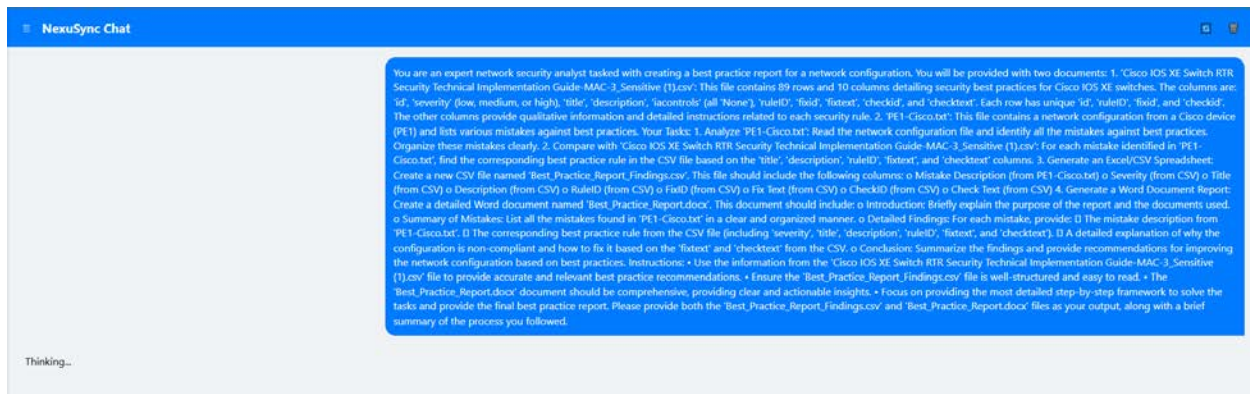 NexuSync Chat
You are an expert network security analyst tasked with creating a best practice report for a network configuration. You will be provided with two documents: 1. 'Cisco IOS XE Switch RTR
Security Technical Implementation Guide-MAC-3_Sensitive (1).csv': This file contains 89 rows and 10 columns detailing security best practices for Cisco IOS XE switches. The columns are:
'id', 'severity' (low, medium, or high), 'title', 'description', 'iacontrols' (all 'None'), 'ruleID', 'fixid', 'fixtext', 'checkid', and 'checktext'. Each row has unique 'id', 'ruleID', 'fixid', and 'checkid'.
The other columns provide qualitative information and detailed instructions related to each security rule. 2. 'PE1-Cisco.txt': This file contains a network configuration from a Cisco device
(PE1) and lists various mistakes against best practices. Your Tasks: 1. Analyze 'PE1-Cisco.txt': Read the network configuration file and identify all the mistakes against best practices.
Organize these mistakes clearly. 2. Compare with 'Cisco IOS XE Switch RTR Security Technical Implementation Guide-MAC-3_Sensitive (1).csv': For each mistake identified in 'PE1-
Cisco.txt', find the corresponding best practice rule in the CSV file based on the 'title', 'description', 'ruleID', 'fixtext', and 'checktext' columns. 3. Generate an Excel/CSV Spreadsheet:
Create a new CSV file named 'Best_Practice_Report_Findings.csv'. This file should include the following columns: o Mistake Description (from PE1-Cisco.txt) o Severity (from CSV) o Title
(from CSV) o Description (from CSV) o RuleID (from CSV) o FixID (from CSV) o Fix Text (from CSV) o CheckID (from CSV) o Check Text (from CSV) 4. Generate a Word Document Report:
Create a detailed Word document named 'Best_Practice_Report.docx'. This document should include: o Introduction: Briefly explain the purpose of the report and the documents used.
o Summary of Mistakes: List all the mistakes found in 'PE1-Cisco.txt' in a clear and organized manner. o Detailed Findings: For each mistake, provide: ▯ The mistake description from
'PE1-Cisco.txt'. ▯ The corresponding best practice rule from the CSV file (including 'severity', 'title', 'description', 'ruleID', 'fixtext', and 'checktext'). ▯ A detailed explanation of why the
configuration is non-compliant and how to fix it based on the 'fixtext' and 'checktext' from the CSV. o Conclusion: Summarize the findings and provide recommendations for improving
the network configuration based on best practices. Instructions: • Use the information from the 'Cisco IOS XE Switch RTR Security Technical Implementation Guide-MAC-3_Sensitive
(1).csv' file to provide accurate and relevant best practice recommendations. • Ensure the 'Best_Practice_Report_Findings.csv' file is well-structured and easy to read. • The
'Best_Practice_Report.docx' document should be comprehensive, providing clear and actionable insights. • Focus on providing the most detailed step-by-step framework to solve the
tasks and provide the final best practice report. Please provide both the 'Best_Practice_Report_Findings.csv' and 'Best_Practice_Report.docx' files as your output, along with a brief
summary of the process you followed.
Thinking...